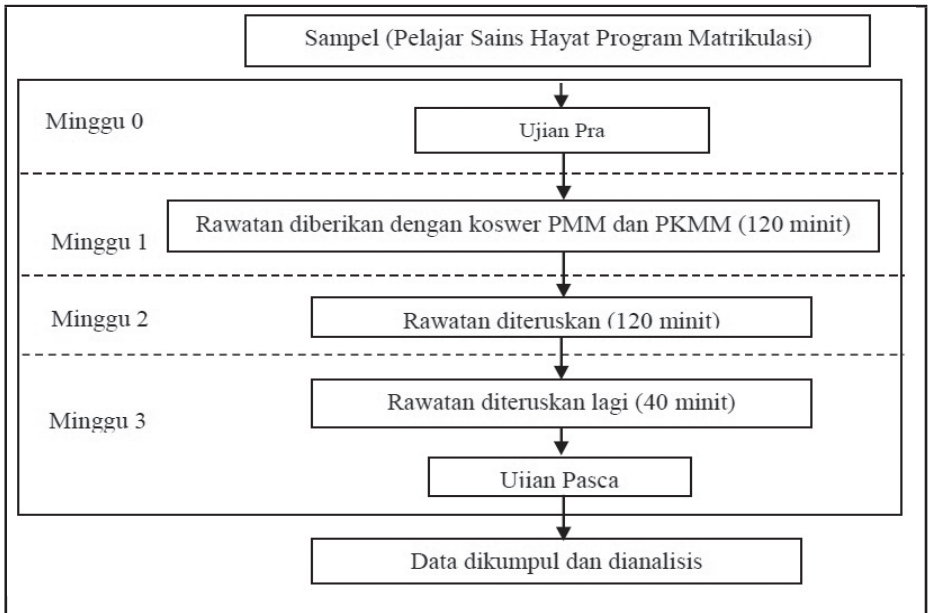 Sampel (Pelajar Sains Hayat Program Matrikulasi)
Minggu 0
Ujian Pra
Rawatan diberikan dengan koswer PMM dan PKMM (120 minit)
Minggu 1
Minggu 2
Rawatan diteruskan (120 minit)
Rawatan diteruskan lagi (40 minit)
Minggu 3
Ujian Pasca
Data dikumpul dan dianalisis